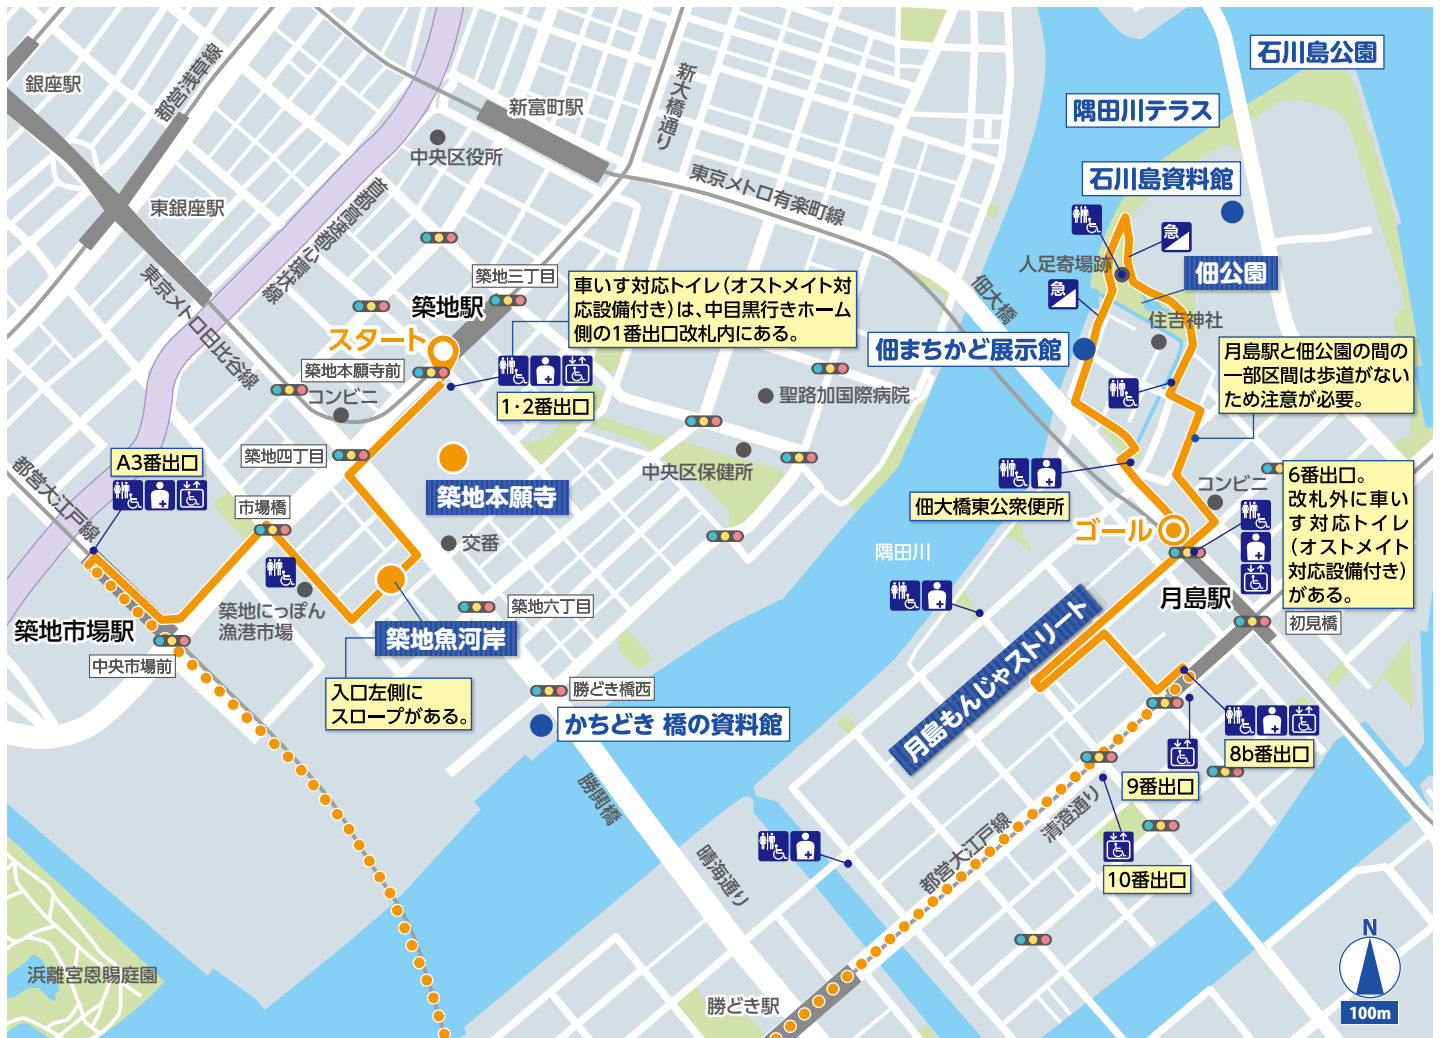 石川島公園
銀座駅
都営浅草線
新富町駅
新大橋通り
隅田川テラス
中央区役所
東京メトロ有楽町線
石川島資料館
東銀座駅
首都高速都心環状線
急
人足寄場跡
佃公園
築地三丁目
東京メトロ日比谷線
築地駅
車いす対応トイレ（オストメイト対
応設備付き）は、中目黒行きホーム
側の1番出口改札内にある。
佃大橋
急
スタート
住吉神社
佃まちかど展示館
築地本願寺前
月島駅と佃公園の間の
一部区間は歩道がない
ため注意が必要。
コンビニ
1・2番出口
聖路加国際病院
築地四丁目
A3番出口
中央区保健所
都営大江戸線
築地本願寺
コンビニ
6番出口。
改札外に車い
す対応トイレ
（オストメイト
対応設備付き）
がある。
佃大橋東公衆便所
市場橋
ゴール
交番
隅田川
築地にっぽん
漁港市場
築地六丁目
月島駅
初見橋
築地市場駅
築地魚河岸
中央市場前
月島もんじゃストリート
入口左側に
スロープがある。
勝どき橋西
かちどき 橋の資料館
8b番出口
9番出口
勝鬨橋
清澄通り
都営大江戸線
晴海通り
10番出口
浜離宮恩賜庭園
勝どき駅
N
100m